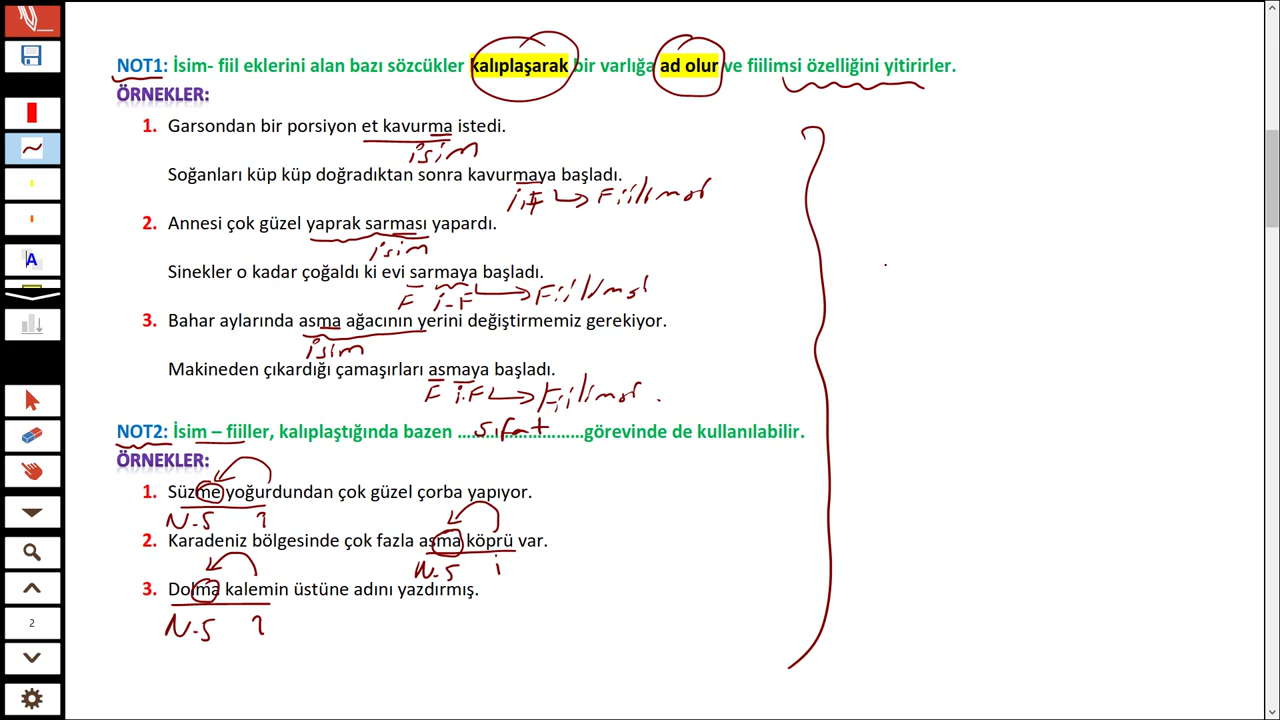 NOT1: İsim- fiil eklerini alan bazı sözcükler kalıplaşarak bir varlığa ad olur ve fiilimsi özelliğini yitirirler.
ÖRNEKLER:
1. Garsondan bir porsiyon et kavurma istedi.
isim
Soğanları küp küp doğradıktan sonra kavurmaya başladı.
i.F Fiilimsi
2. Annesi çok güzel yaprak sarması yapardı.
isim
Sinekler o kadar çoğaldı ki evi sarmaya başladı.
F i-F Fiilimsi
3. Bahar aylarında asma ağacının yerini değiştirmemiz gerekiyor.
isim
Makineden çıkardığı çamaşırları asmaya başladı.
F i.F Fiilimsi
NOT2: İsim – fiiller, kalıplaştığında bazen ……sıfat……………görevinde de kullanılabilir.
ÖRNEKLER:
1. Süzme yoğurdundan çok güzel çorba yapıyor.
N.S i
2. Karadeniz bölgesinde çok fazla asma köprü var.
N.S i
3. Dolma kalemin üstüne adını yazdırmış.
N.S i
A
2